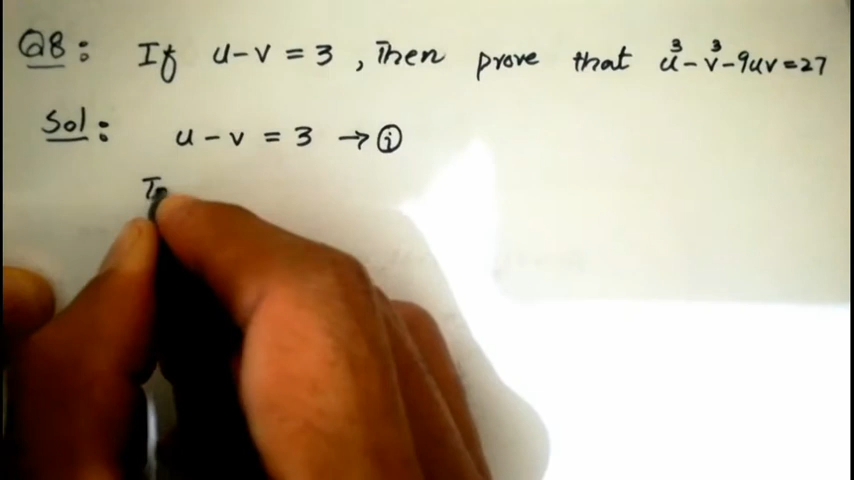 Q8: If u-v = 3, Then prove that u³-v³-9uv=27
Sol: u - v = 3 → ⓘ